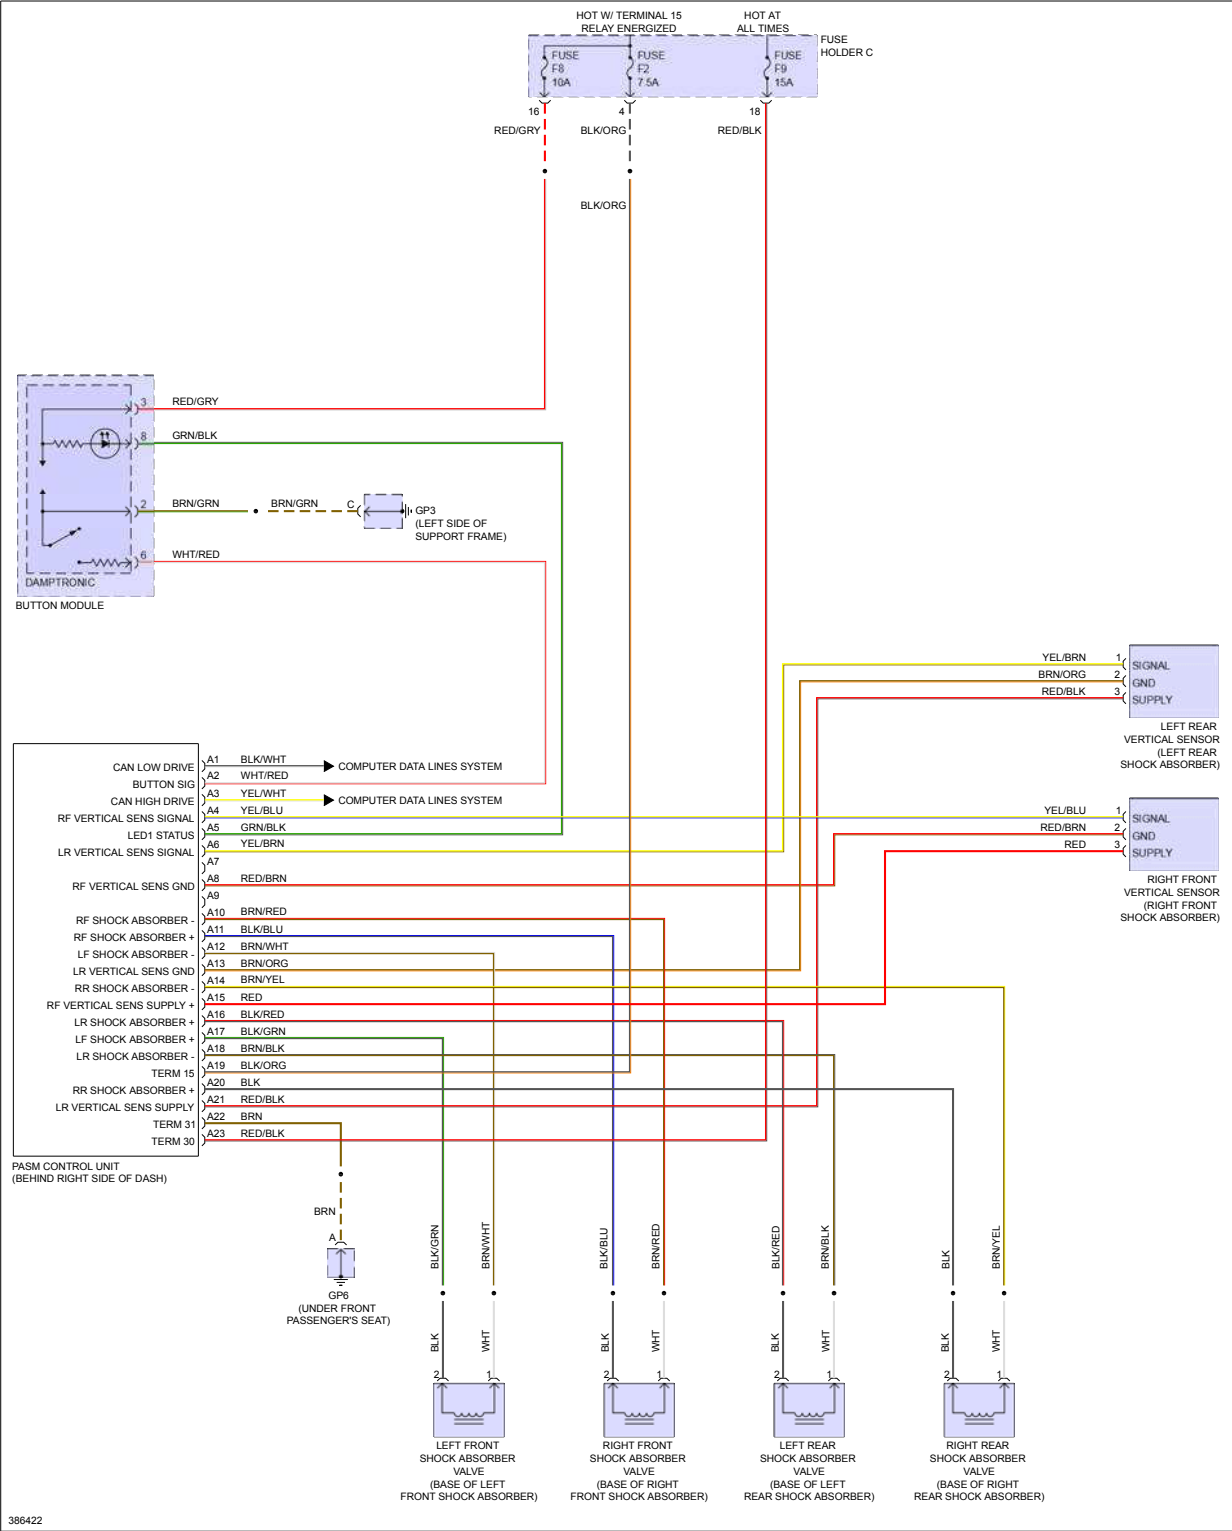 HOT W/ TERMINAL 15
RELAY ENERGIZED
HOT AT
ALL TIMES
FUSE
HOLDER C
FUSE
F8
10A
FUSE
F2
7.5A
FUSE
F9
15A
16
4
18
RED/GRY
BLK/ORG
RED/BLK
BLK/ORG
3
RED/GRY
8
GRN/BLK
2
BRN/GRN
BRN/GRN
C
GP3
(LEFT SIDE OF
SUPPORT FRAME)
6
WHT/RED
DAMPTRONIC
BUTTON MODULE
YEL/BRN
1
SIGNAL
BRN/ORG
2
GND
RED/BLK
3
SUPPLY
LEFT REAR
VERTICAL SENSOR
(LEFT REAR
SHOCK ABSORBER)
YEL/BLU
1
SIGNAL
RED/BRN
2
GND
RED
3
SUPPLY
RIGHT FRONT
VERTICAL SENSOR
(RIGHT FRONT
SHOCK ABSORBER)
CAN LOW DRIVE
A1
BLK/WHT
COMPUTER DATA LINES SYSTEM
BUTTON SIG
A2
WHT/RED
CAN HIGH DRIVE
A3
YEL/WHT
COMPUTER DATA LINES SYSTEM
RF VERTICAL SENS SIGNAL
A4
YEL/BLU
LED1 STATUS
A5
GRN/BLK
LR VERTICAL SENS SIGNAL
A6
YEL/BRN
A7
RF VERTICAL SENS GND
A8
RED/BRN
A9
RF SHOCK ABSORBER -
A10
BRN/RED
RF SHOCK ABSORBER +
A11
BLK/BLU
LF SHOCK ABSORBER -
A12
BRN/WHT
LR VERTICAL SENS GND
A13
BRN/ORG
RR SHOCK ABSORBER -
A14
BRN/YEL
RF VERTICAL SENS SUPPLY +
A15
RED
LR SHOCK ABSORBER +
A16
BLK/RED
LF SHOCK ABSORBER +
A17
BLK/GRN
LR SHOCK ABSORBER -
A18
BRN/BLK
TERM 15
A19
BLK/ORG
RR SHOCK ABSORBER +
A20
BLK
LR VERTICAL SENS SUPPLY
A21
RED/BLK
TERM 31
A22
BRN
TERM 30
A23
RED/BLK
PASM CONTROL UNIT
(BEHIND RIGHT SIDE OF DASH)
BRN
A
GP6
(UNDER FRONT
PASSENGER'S SEAT)
BLK/GRN
BRN/WHT
BLK/BLU
BRN/RED
BLK/RED
BRN/BLK
BLK
BRN/YEL
BLK
WHT
BLK
WHT
BLK
WHT
BLK
WHT
2
1
2
1
2
1
2
1
LEFT FRONT
SHOCK ABSORBER
VALVE
(BASE OF LEFT
FRONT SHOCK ABSORBER)
RIGHT FRONT
SHOCK ABSORBER
VALVE
(BASE OF RIGHT
FRONT SHOCK ABSORBER)
LEFT REAR
SHOCK ABSORBER
VALVE
(BASE OF LEFT
REAR SHOCK ABSORBER)
RIGHT REAR
SHOCK ABSORBER
VALVE
(BASE OF RIGHT
REAR SHOCK ABSORBER)
386422